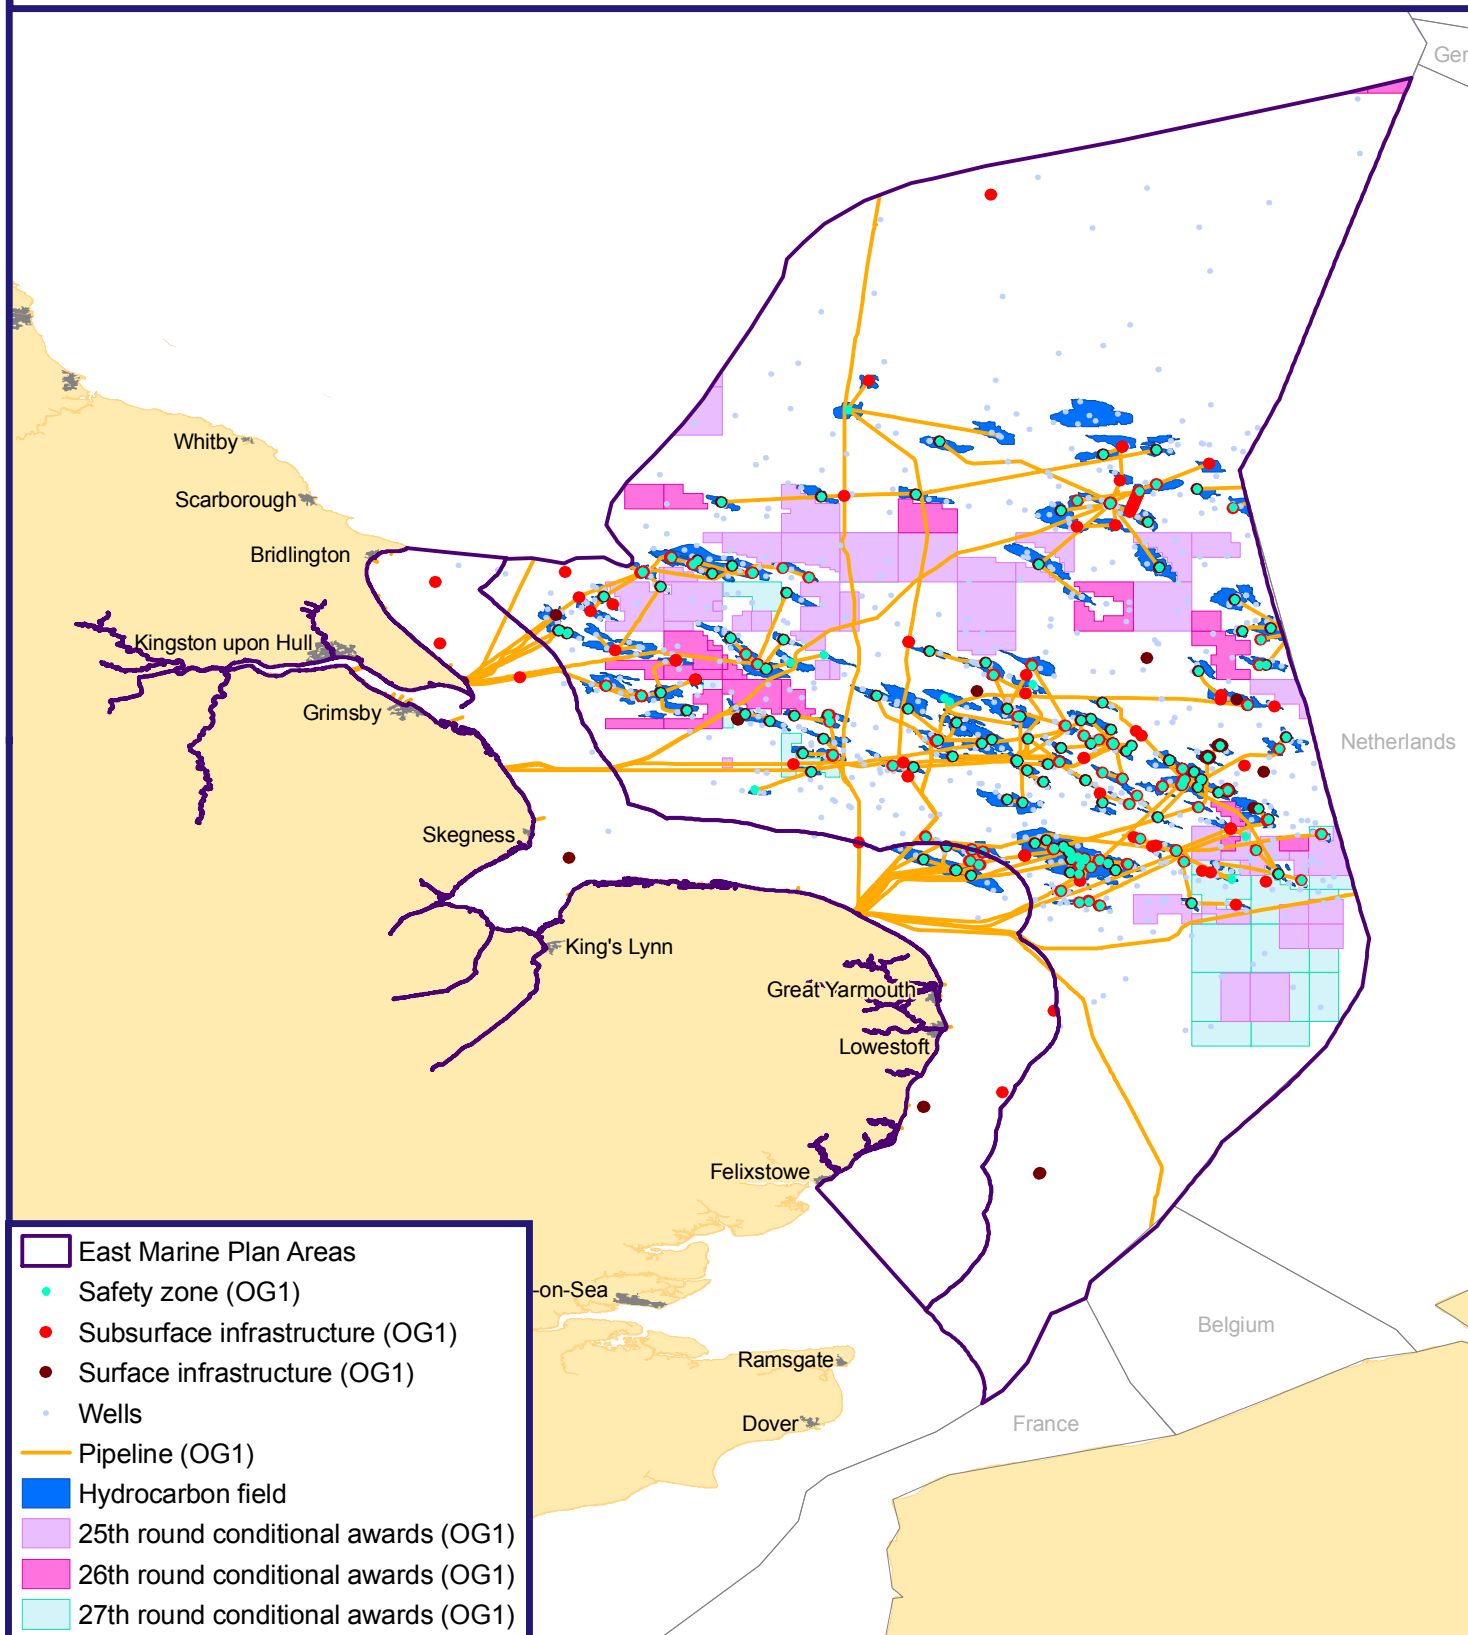 Ger
Whitby
Scarborough
Bridlington
Kingston upon Hull
Grimsby
Netherlands
Skegness
King's Lynn
Great Yarmouth
Lowestoft
Felixstowe
-on-Sea
Belgium
Ramsgate
Dover
France
East Marine Plan Areas
Safety zone (OG1)
Subsurface infrastructure (OG1)
Surface infrastructure (OG1)
Wells
Pipeline (OG1)
Hydrocarbon field
25th round conditional awards (OG1)
26th round conditional awards (OG1)
27th round conditional awards (OG1)